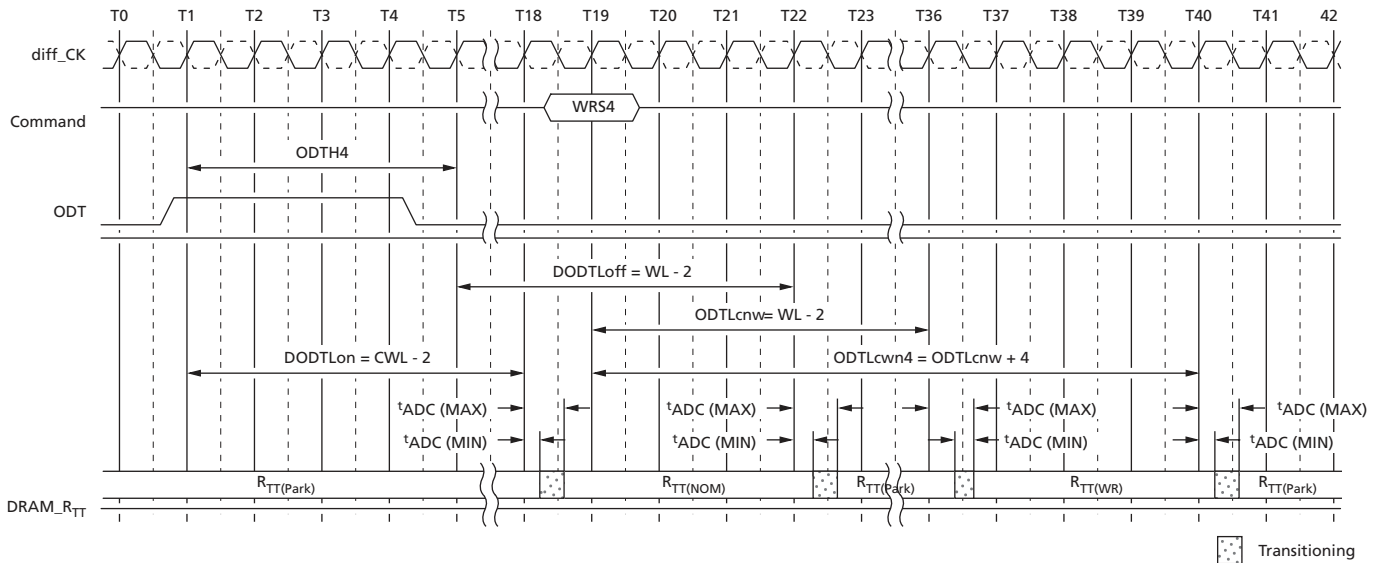 T0 T1 T2 T3 T4 T5 T18 T19 T20 T21 T22 T23 T36 T37 T38 T39 T40 T41 42
diff_CK
WRS4
Command
ODTH4
ODT
DODTLoff = WL - 2
ODTLcnw= WL - 2
DODTLon = CWL - 2 ODTLcwn4 = ODTLcnw + 4
tADC (MAX) tADC (MAX) tADC (MAX) tADC (MAX)
tADC (MIN) tADC (MIN) tADC (MIN) tADC (MIN)
RTT(Park) RTT(NOM) RTT(Park) RTT(WR) RTT(Park)
DRAM_RTT
Transitioning